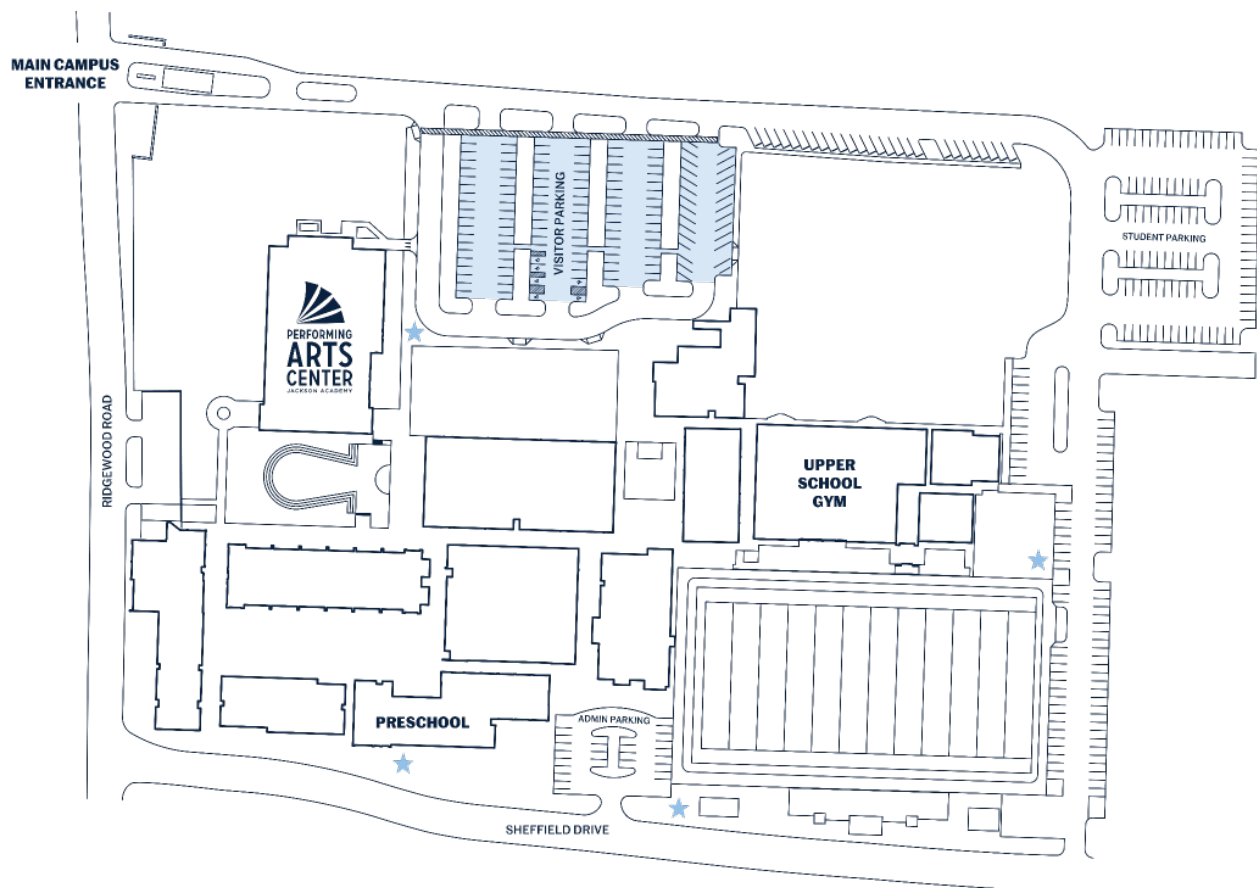 MAIN CAMPUS
ENTRANCE
VISITOR PARKING
STUDENT PARKING
PERFORMING
ARTS
CENTER
JACKSON ACADEMY
RIDGEWOOD ROAD
UPPER
SCHOOL
GYM
ADMIN PARKING
PRESCHOOL
SHEFFIELD DRIVE